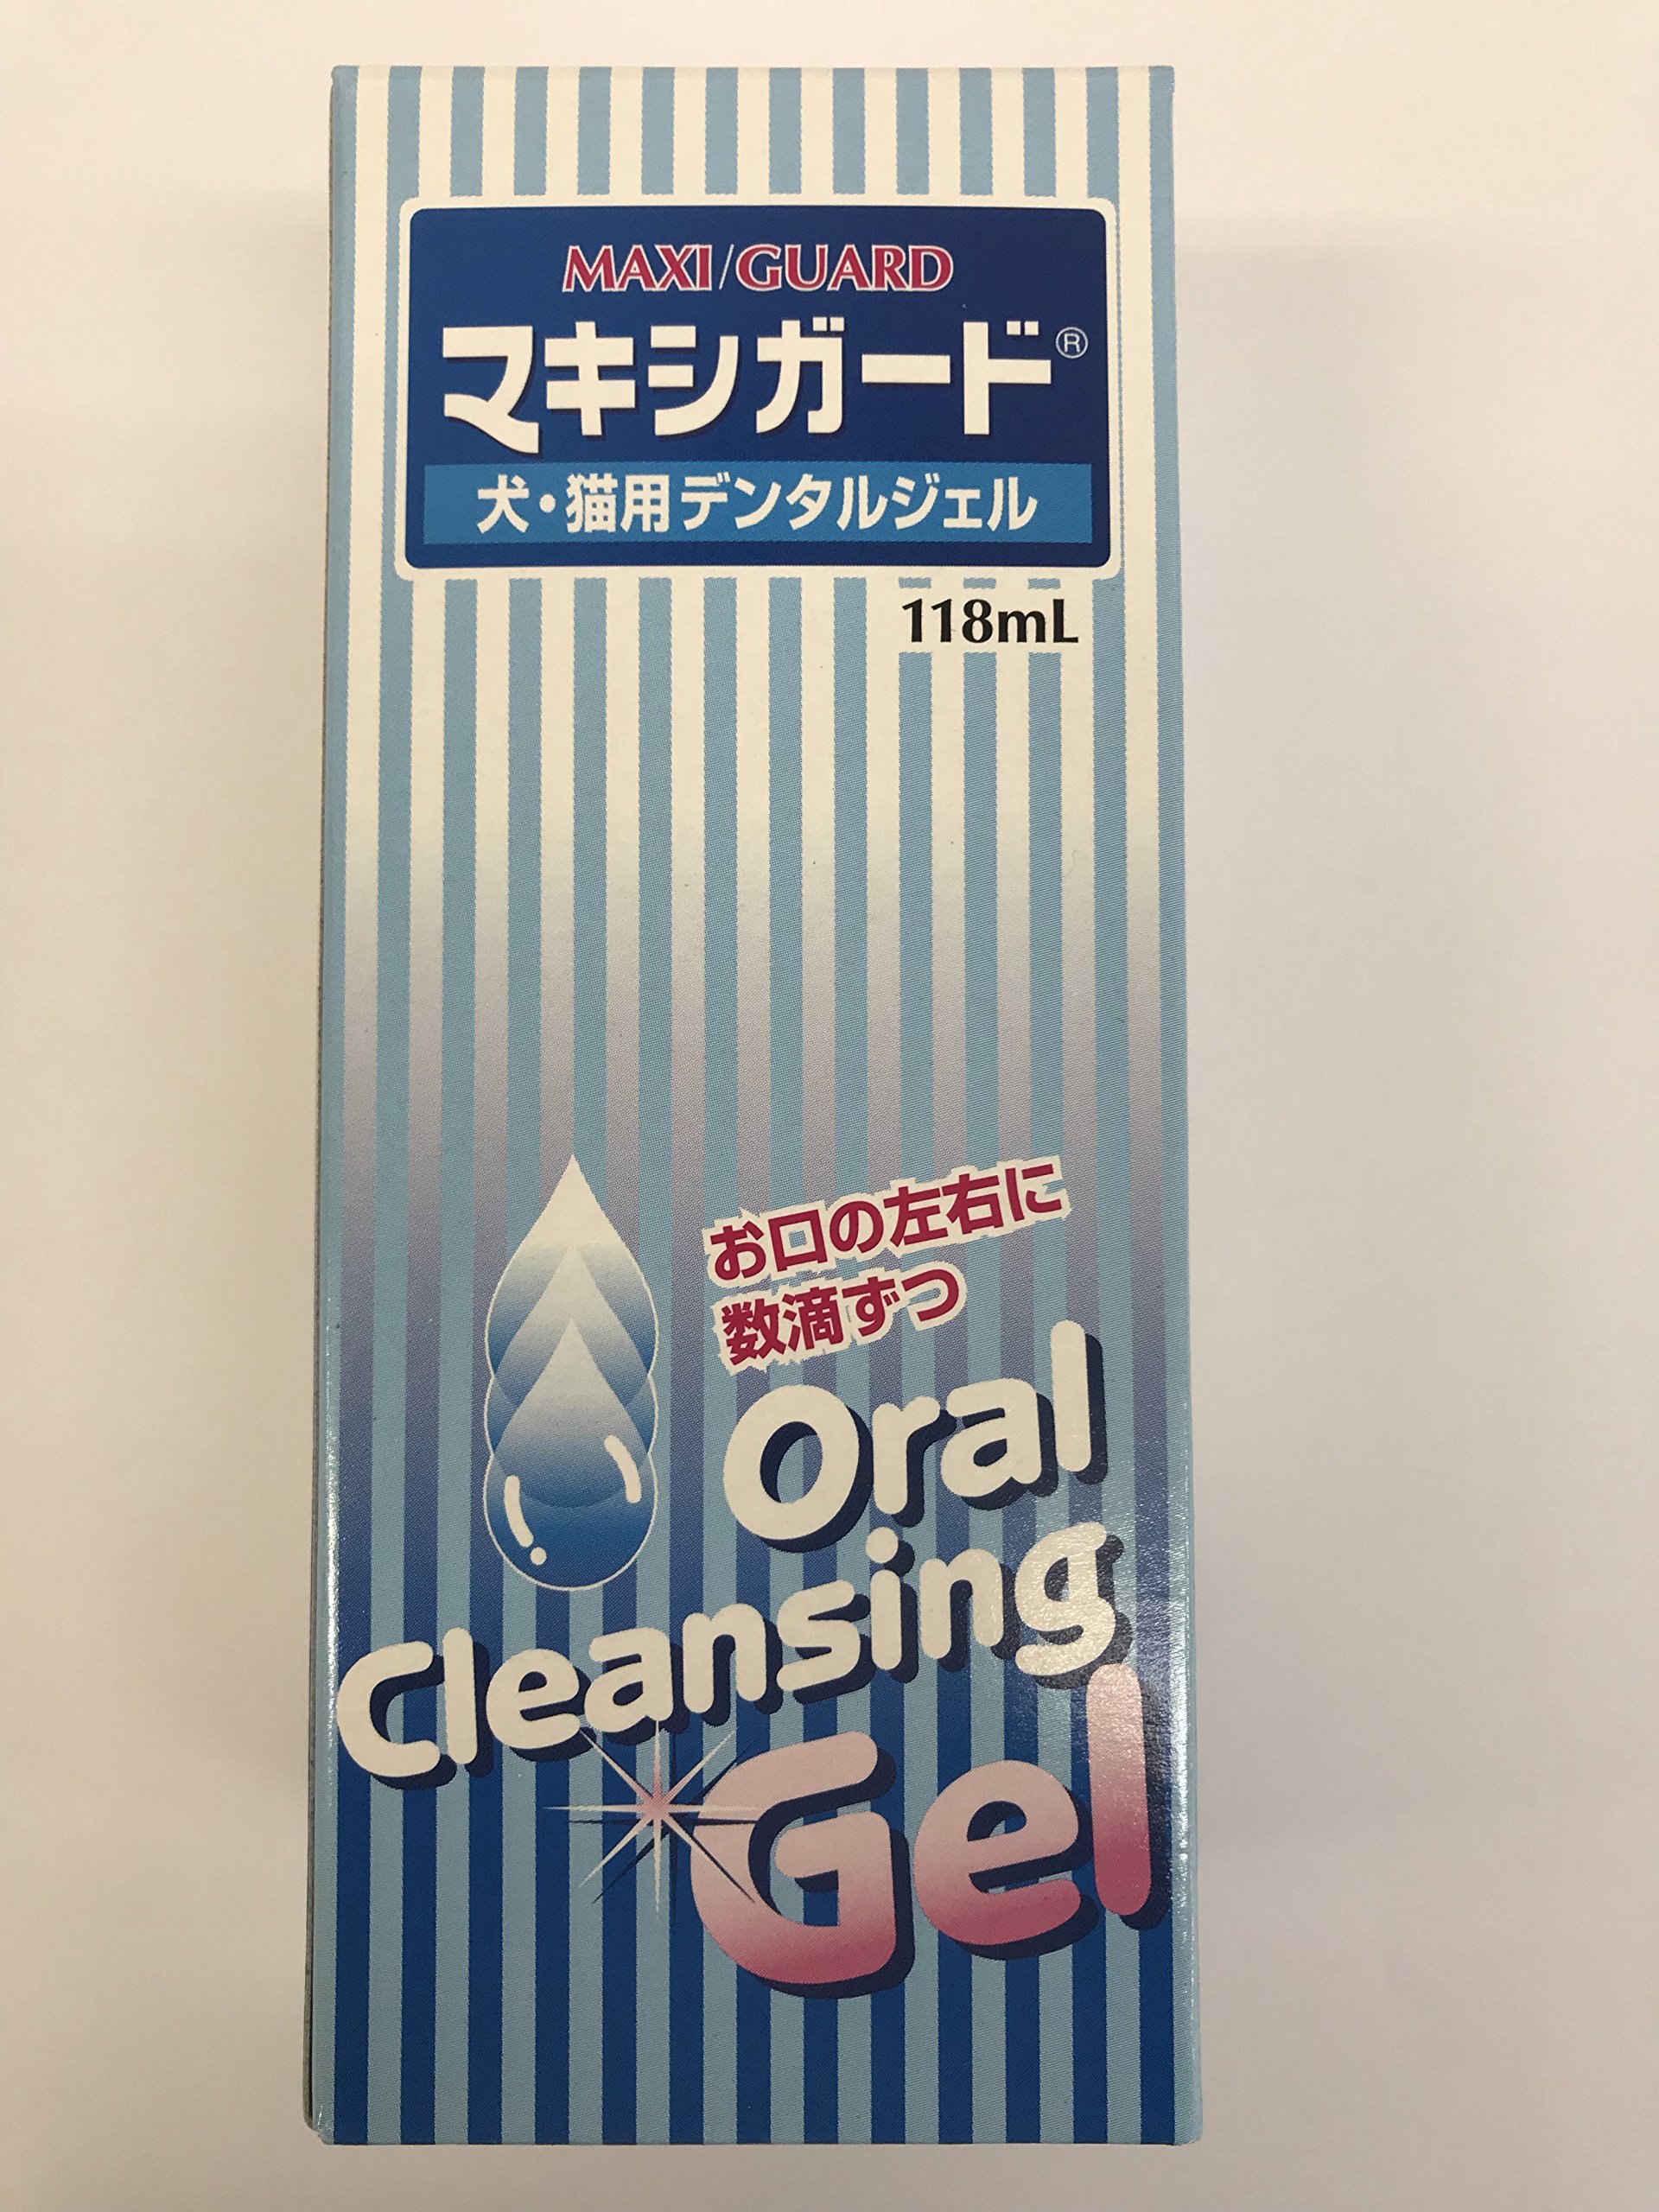 MAXI/GUARD
マキシガード®
犬・猫用デンタルジェル
118mL
お口の左右に
数滴ずつ
Oral
Cleansing
Gel